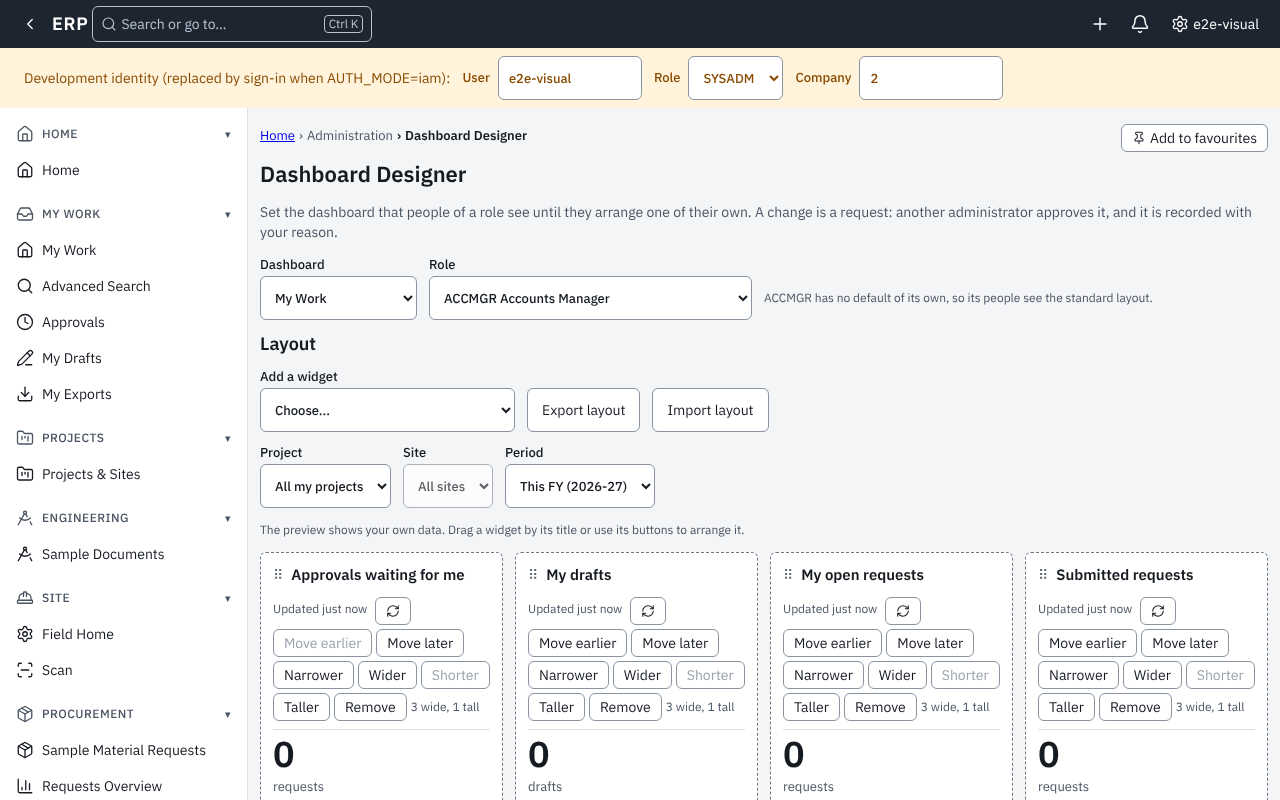 ERP
Search or go to...
Ctrl K
e2e-visual
Development identity (replaced by sign-in when AUTH_MODE=iam):
User
e2e-visual
Role
SYSADM
Company
2
HOME
Home
MY WORK
My Work
Advanced Search
Approvals
My Drafts
My Exports
PROJECTS
Projects & Sites
ENGINEERING
Sample Documents
SITE
Field Home
Scan
PROCUREMENT
Sample Material Requests
Requests Overview
Home › Administration › Dashboard Designer
Add to favourites
Dashboard Designer
Set the dashboard that people of a role see until they arrange one of their own. A change is a request: another administrator approves it, and it is recorded with
your reason.
Dashboard
Role
My Work
ACCMGR Accounts Manager
ACCMGR has no default of its own, so its people see the standard layout.
Layout
Add a widget
Choose...
Export layout
Import layout
Project
Site
Period
All my projects
All sites
This FY (2026-27)
The preview shows your own data. Drag a widget by its title or use its buttons to arrange it.
Approvals waiting for me
Updated just now
Move earlier
Move later
Narrower
Wider
Shorter
Taller
Remove
3 wide, 1 tall
0
requests
My drafts
Updated just now
Move earlier
Move later
Narrower
Wider
Shorter
Taller
Remove
3 wide, 1 tall
0
drafts
My open requests
Updated just now
Move earlier
Move later
Narrower
Wider
Shorter
Taller
Remove
3 wide, 1 tall
0
requests
Submitted requests
Updated just now
Move earlier
Move later
Narrower
Wider
Shorter
Taller
Remove
3 wide, 1 tall
0
requests